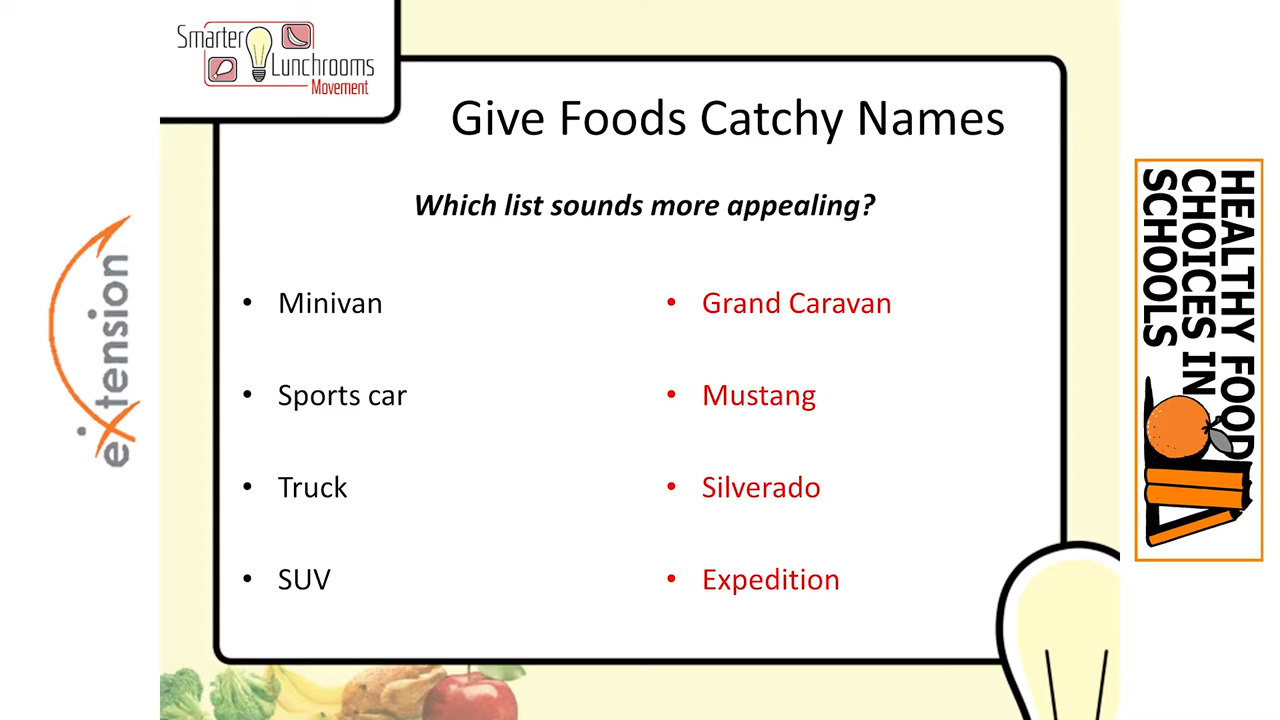 Smarter
Lunchrooms
Movement
Give Foods Catchy Names
Which list sounds more appealing?
• Minivan
• Sports car
• Truck
• SUV
• Grand Caravan
• Mustang
• Silverado
• Expedition
eXtension
HEALTHY FOOD
CHOICES IN
SCHOOLS